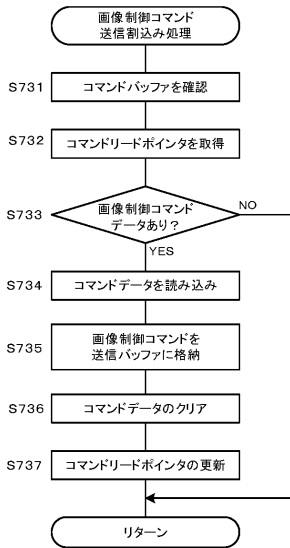 画像制御コマンド
送信割込み処理
S731
コマンドバッファを確認
S732
コマンドリードポインタを取得
S733
画像制御コマンド
データあり？
NO
YES
S734
コマンドデータを読み込み
S735
画像制御コマンドを
送信バッファに格納
S736
コマンドデータのクリア
S737
コマンドリードポインタの更新
リターン